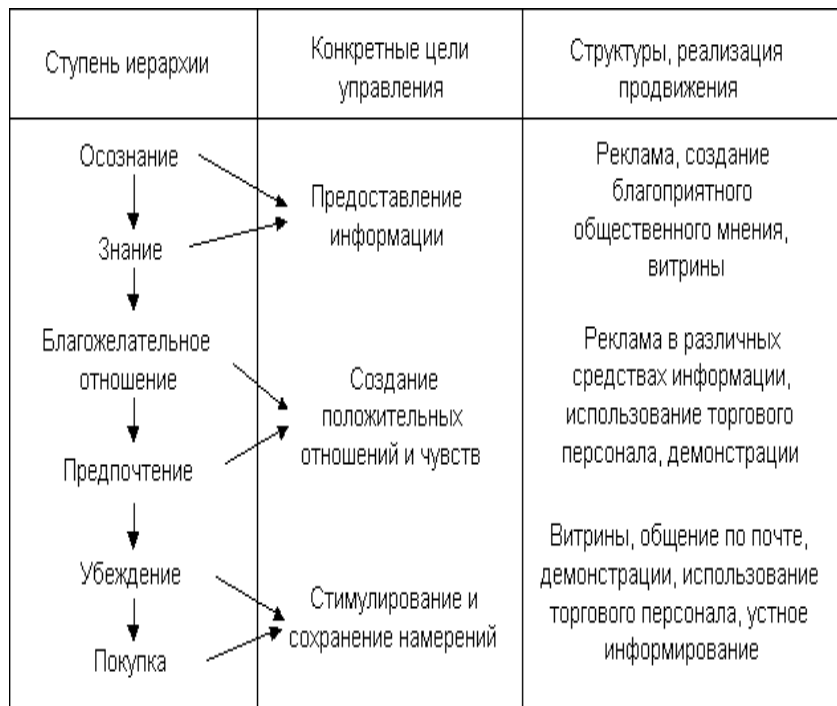 Ступень иерархии
Конкретные цели
управления
Структуры, реализация
продвижения
Осознание
Знание
Благожелательное
отношение
Предпочтение
Убеждение
Покупка
Предоставление
информации
Создание
положительных
отношений и чувств
Стимулирование и
сохранение намерений
Реклама, создание
благоприятного
общественного мнения,
витрины
Реклама в различных
средствах информации,
использование торгового
персонала, демонстрации
Витрины, общение по почте,
демонстрации, использование
торгового персонала, устное
информирование